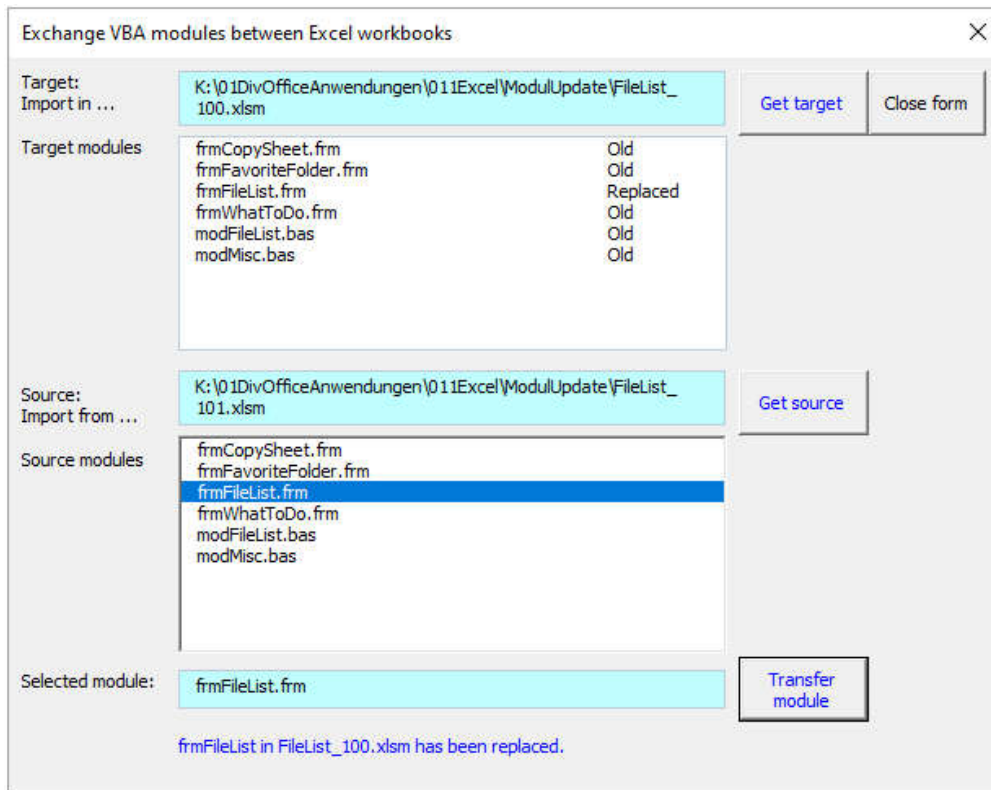 Exchange VBA modules between Excel workbooks
Target:
Import in ...
K:\01DivOfficeAnwendungen\011Excel\ModulUpdate\FileList_
100.xlsm
Get target
Close form
Target modules
frmCopySheet.frm Old
frmFavoriteFolder.frm Old
frmFileList.frm Replaced
frmWhatToDo.frm Old
modFileList.bas Old
modMisc.bas Old
Source:
Import from ...
K:\01DivOfficeAnwendungen\011Excel\ModulUpdate\FileList_
101.xlsm
Get source
Source modules
frmCopySheet.frm
frmFavoriteFolder.frm
frmFileList.frm
frmWhatToDo.frm
modFileList.bas
modMisc.bas
Selected module:
frmFileList.frm
Transfer
module
frmFileList in FileList_100.xlsm has been replaced.